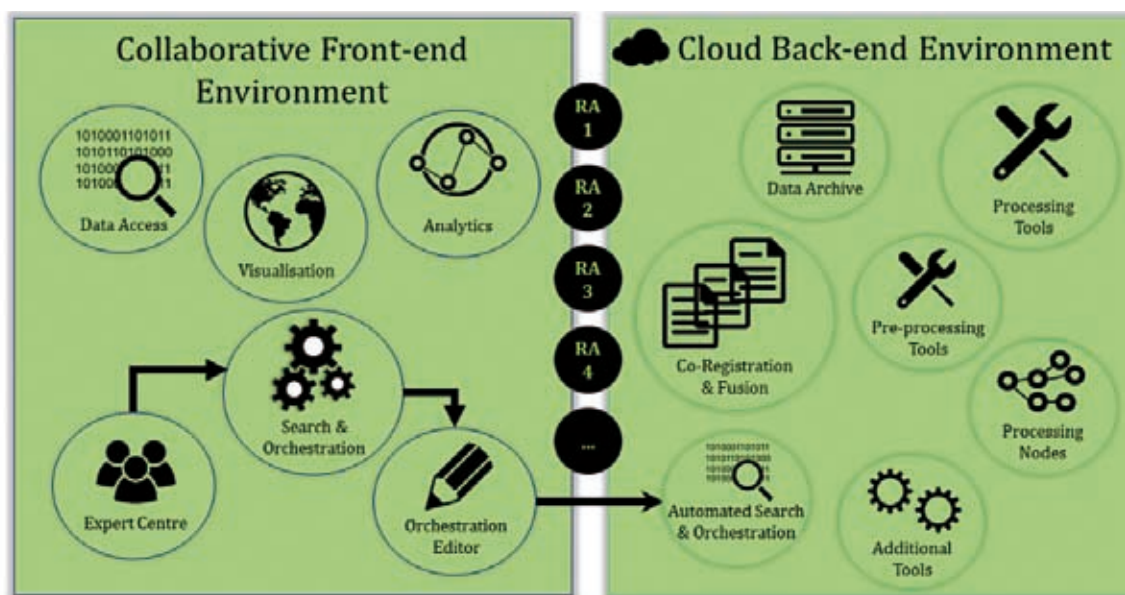 Collaborative Front-end
Environment
1010001101011
1010110101000
Data Access
Visualisation
Analytics
Search &
Orchestration
Expert Centre
Orchestration
Editor
RA
1
RA
2
RA
3
RA
4
...
Cloud Back-end Environment
Data Archive
Processing
Tools
Co-Registration
& Fusion
Pre-processing
Tools
Processing
Nodes
Automated Search
& Orchestration
Additional
Tools